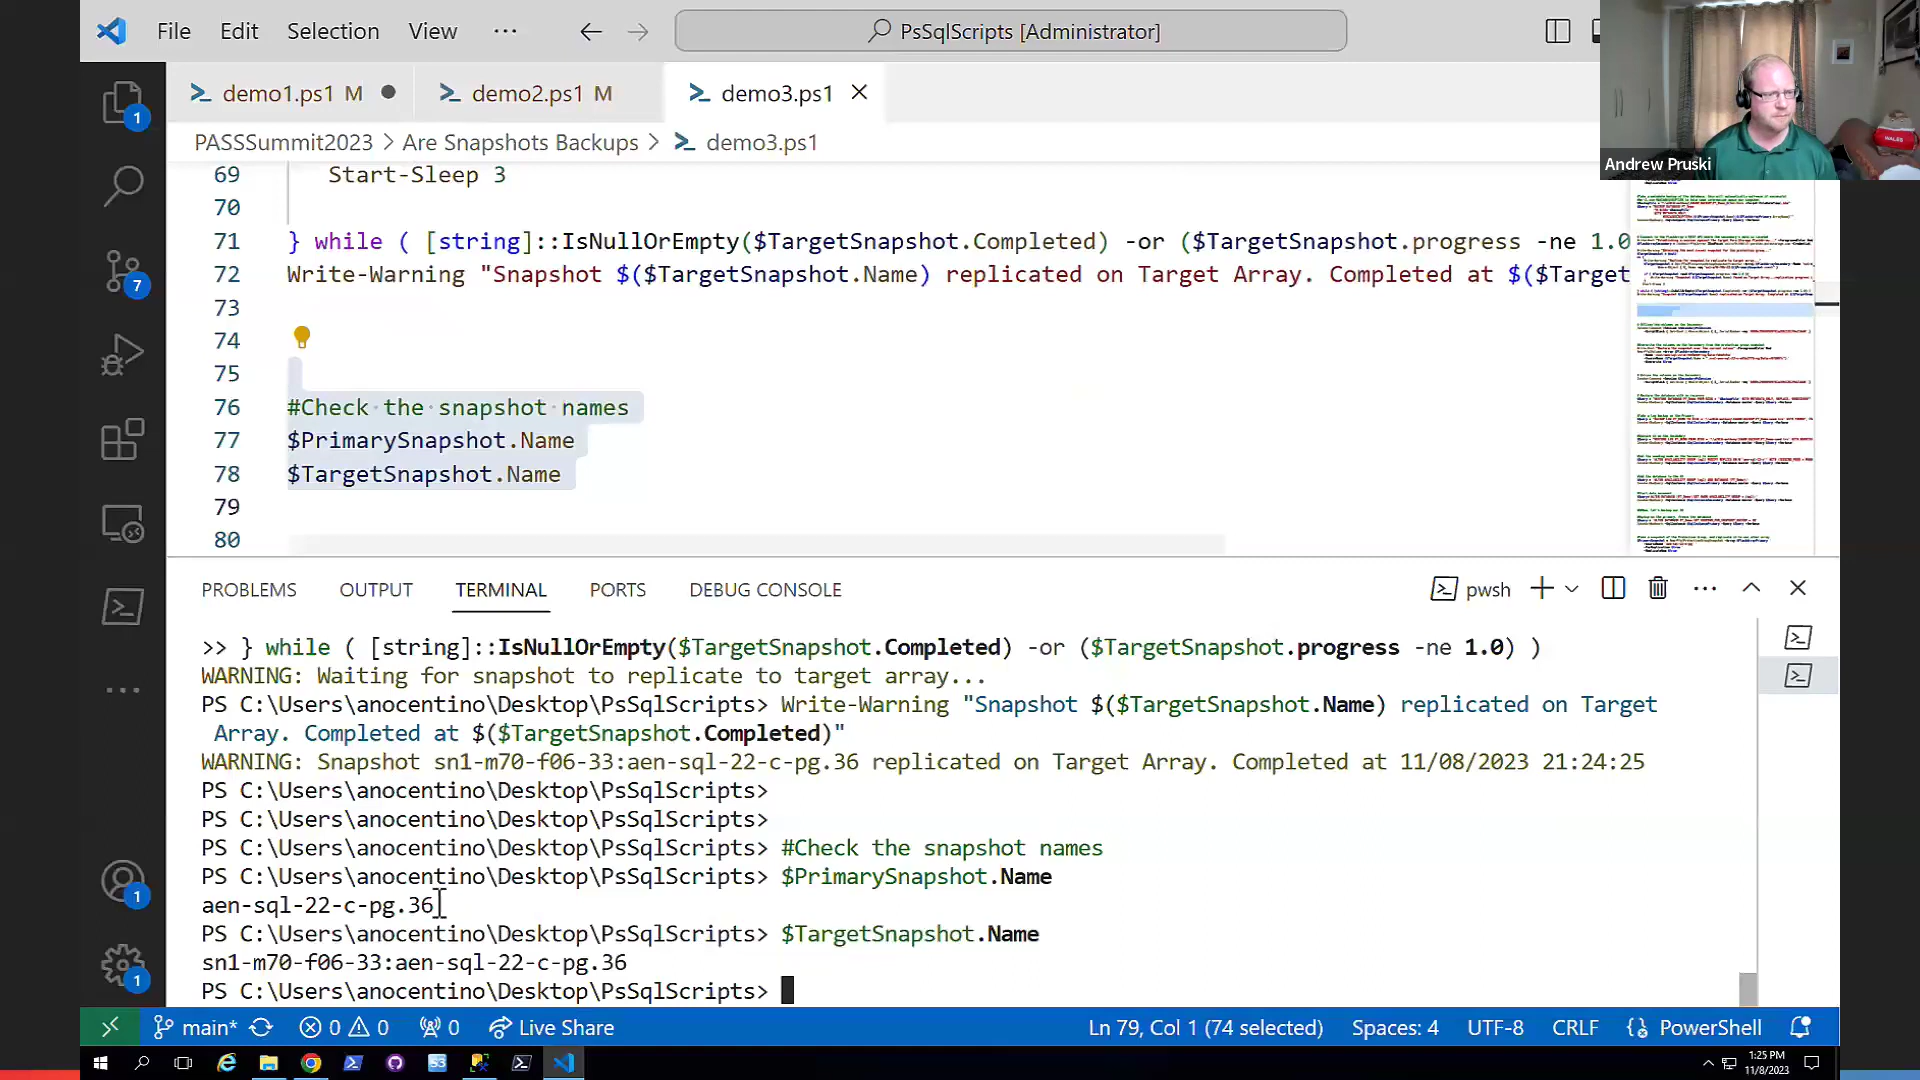 File Edit Selection View ··· PsSqlScripts [Administrator]
demo1.ps1 M demo2.ps1 M demo3.ps1
Andrew Pruski
WALES
PASSSummit2023 > Are Snapshots Backups > demo3.ps1
69 Start-Sleep 3
70
71 } while ( [string]::IsNullOrEmpty($TargetSnapshot.Completed) -or ($TargetSnapshot.progress -ne 1.0
72 Write-Warning "Snapshot $($TargetSnapshot.Name) replicated on Target Array. Completed at $($Target
73
74
75
76 #Check the snapshot names
77 $PrimarySnapshot.Name
78 $TargetSnapshot.Name
79
80
PROBLEMS OUTPUT TERMINAL PORTS DEBUG CONSOLE pwsh
>> } while ( [string]::IsNullOrEmpty($TargetSnapshot.Completed) -or ($TargetSnapshot.progress -ne 1.0) )
WARNING: Waiting for snapshot to replicate to target array...
PS C:\Users\anocentino\Desktop\PsSqlScripts> Write-Warning "Snapshot $($TargetSnapshot.Name) replicated on Target
Array. Completed at $($TargetSnapshot.Completed)"
WARNING: Snapshot sn1-m70-f06-33:aen-sql-22-c-pg.36 replicated on Target Array. Completed at 11/08/2023 21:24:25
PS C:\Users\anocentino\Desktop\PsSqlScripts>
PS C:\Users\anocentino\Desktop\PsSqlScripts>
PS C:\Users\anocentino\Desktop\PsSqlScripts> #Check the snapshot names
PS C:\Users\anocentino\Desktop\PsSqlScripts> $PrimarySnapshot.Name
aen-sql-22-c-pg.36
PS C:\Users\anocentino\Desktop\PsSqlScripts> $TargetSnapshot.Name
sn1-m70-f06-33:aen-sql-22-c-pg.36
PS C:\Users\anocentino\Desktop\PsSqlScripts>
1
7
1
1
main* 0 0 0 Live Share Ln 79, Col 1 (74 selected) Spaces: 4 UTF-8 CRLF {} PowerShell
1:25 PM
11/8/2023